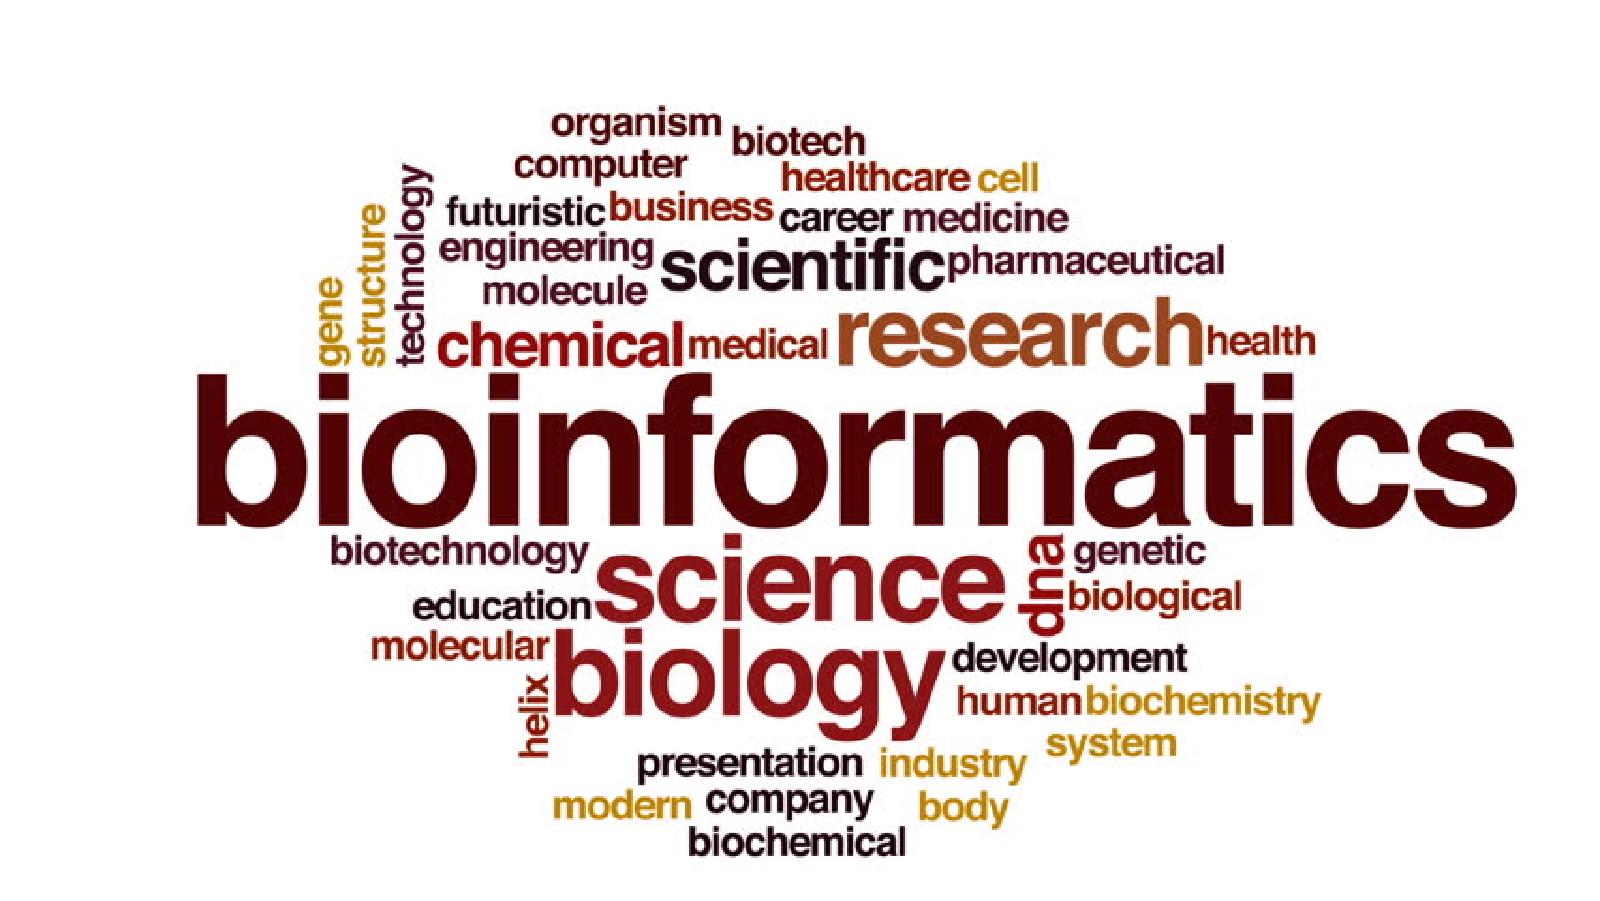 organism
biotech
computer
healthcare cell
futuristic business career medicine
engineering scientific pharmaceutical
molecule
gene
structure
technology
chemical medical research health
bioinformatics
biotechnology science dna genetic
education biological
molecular biology development
helix
human biochemistry
system
presentation industry
modern company body
biochemical